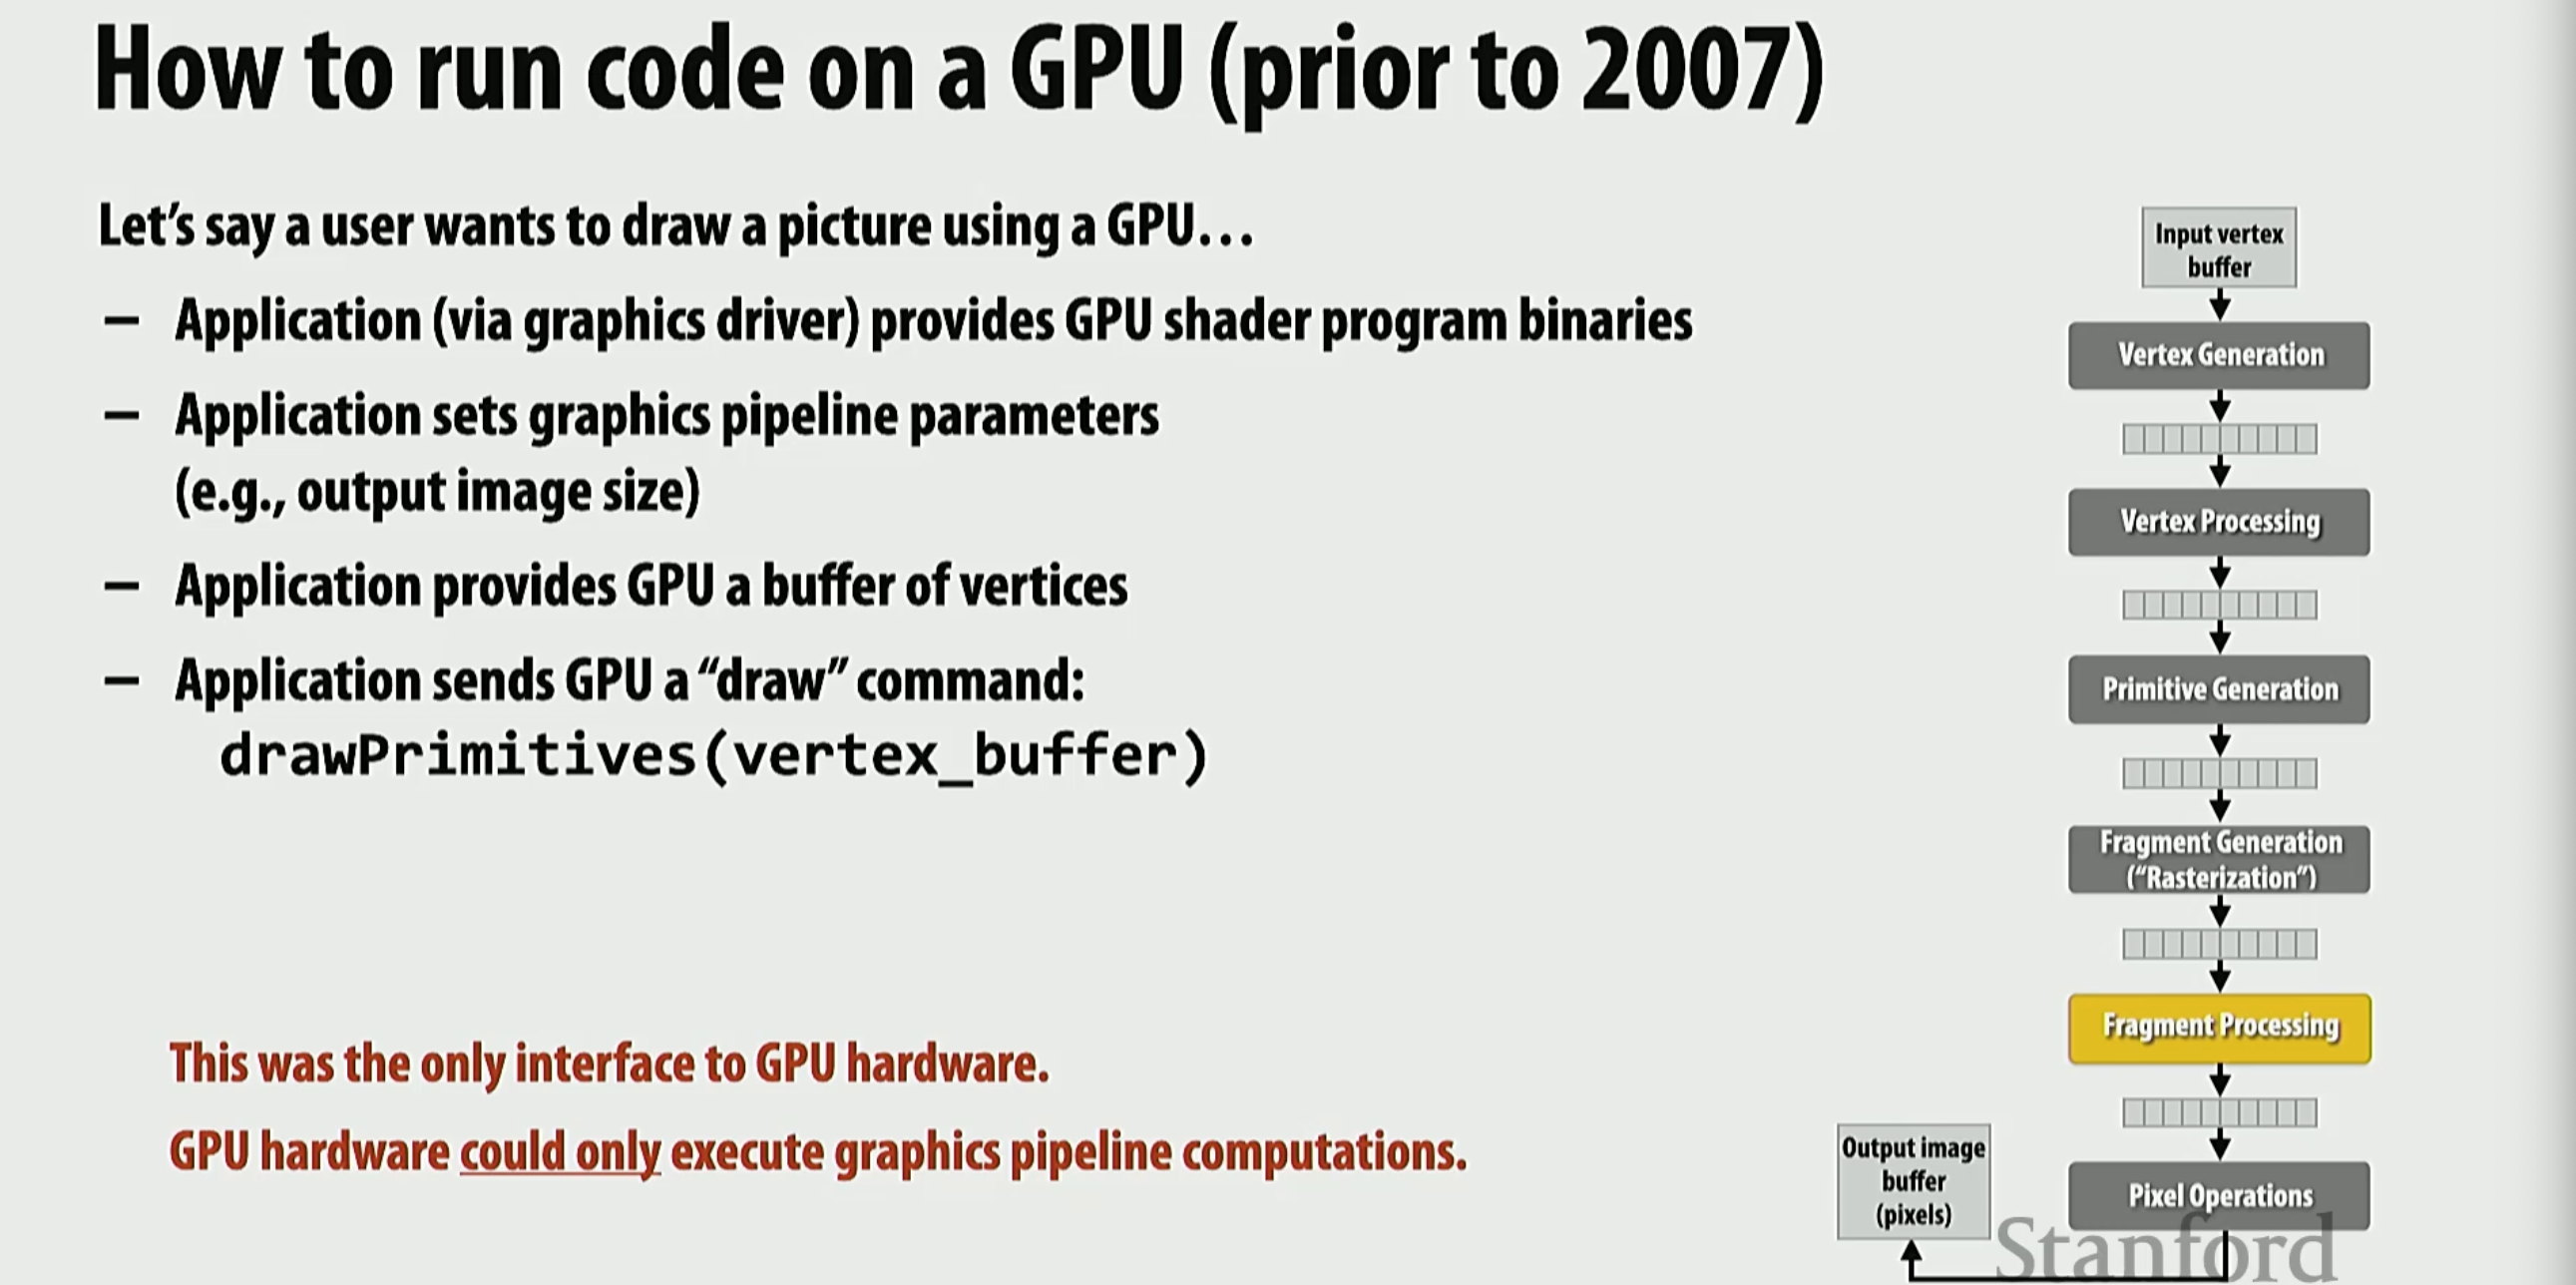 How to run code on a GPU (prior to 2007)
Let's say a user wants to draw a picture using a GPU…
– Application (via graphics driver) provides GPU shader program binaries
– Application sets graphics pipeline parameters
(e.g., output image size)
– Application provides GPU a buffer of vertices
– Application sends GPU a “draw” command:
drawPrimitives(vertex_buffer)
This was the only interface to GPU hardware.
GPU hardware could only execute graphics pipeline computations.
Input vertex
buffer
Vertex Generation
Vertex Processing
Primitive Generation
Fragment Generation
(“Rasterization”)
Fragment Processing
Pixel Operations
Output image
buffer
(pixels)
Stanford